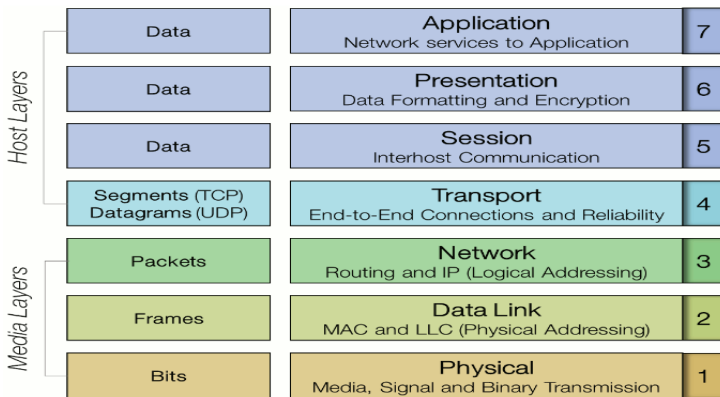 Host Layers
Data
Application
Network services to Application
7
Data
Presentation
Data Formatting and Encryption
6
Data
Session
Interhost Communication
5
Segments (TCP)
Datagrams (UDP)
Transport
End-to-End Connections and Reliability
4
Media Layers
Packets
Network
Routing and IP (Logical Addressing)
3
Frames
Data Link
MAC and LLC (Physical Addressing)
2
Bits
Physical
Media, Signal and Binary Transmission
1